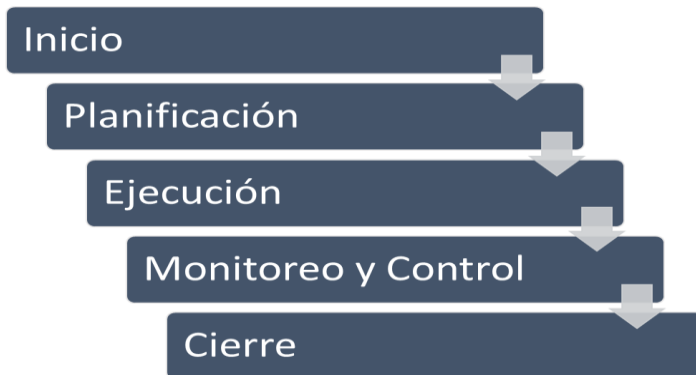 Inicio
Planificación
Ejecución
Monitoreo y Control
Cierre